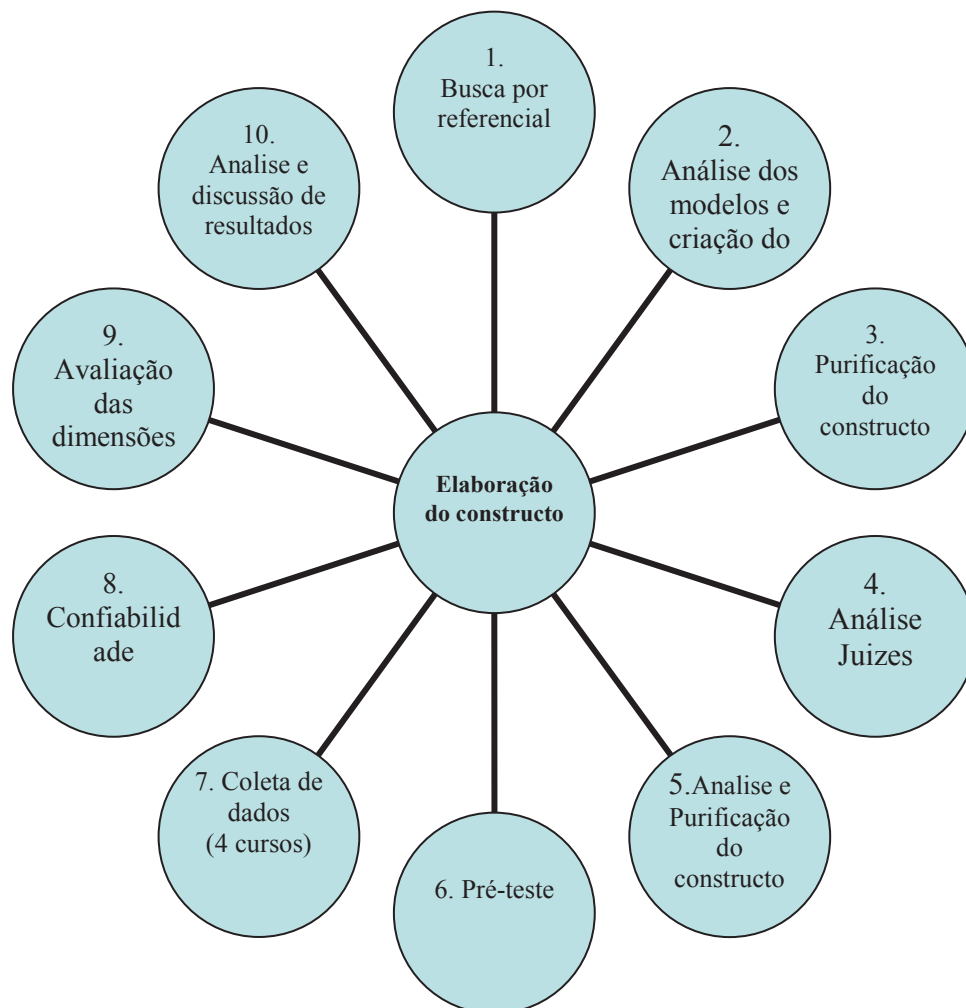 1.
Busca por
referencial
2.
Análise dos
modelos e
criação do
3.
Purificação
do
constructo
4.
Análise
Juizes
5.Analise e
Purificação
do
constructo
6. Pré-teste
7. Coleta de
dados
(4 cursos)
8.
Confiabilid
ade
9.
Avaliação
das
dimensões
10.
Analise e
discussão de
resultados
Elaboração
do constructo